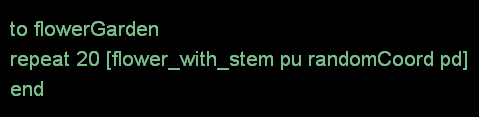 to flowerGarden
repeat 20 [flower_with_stem pu randomCoord pd]
end